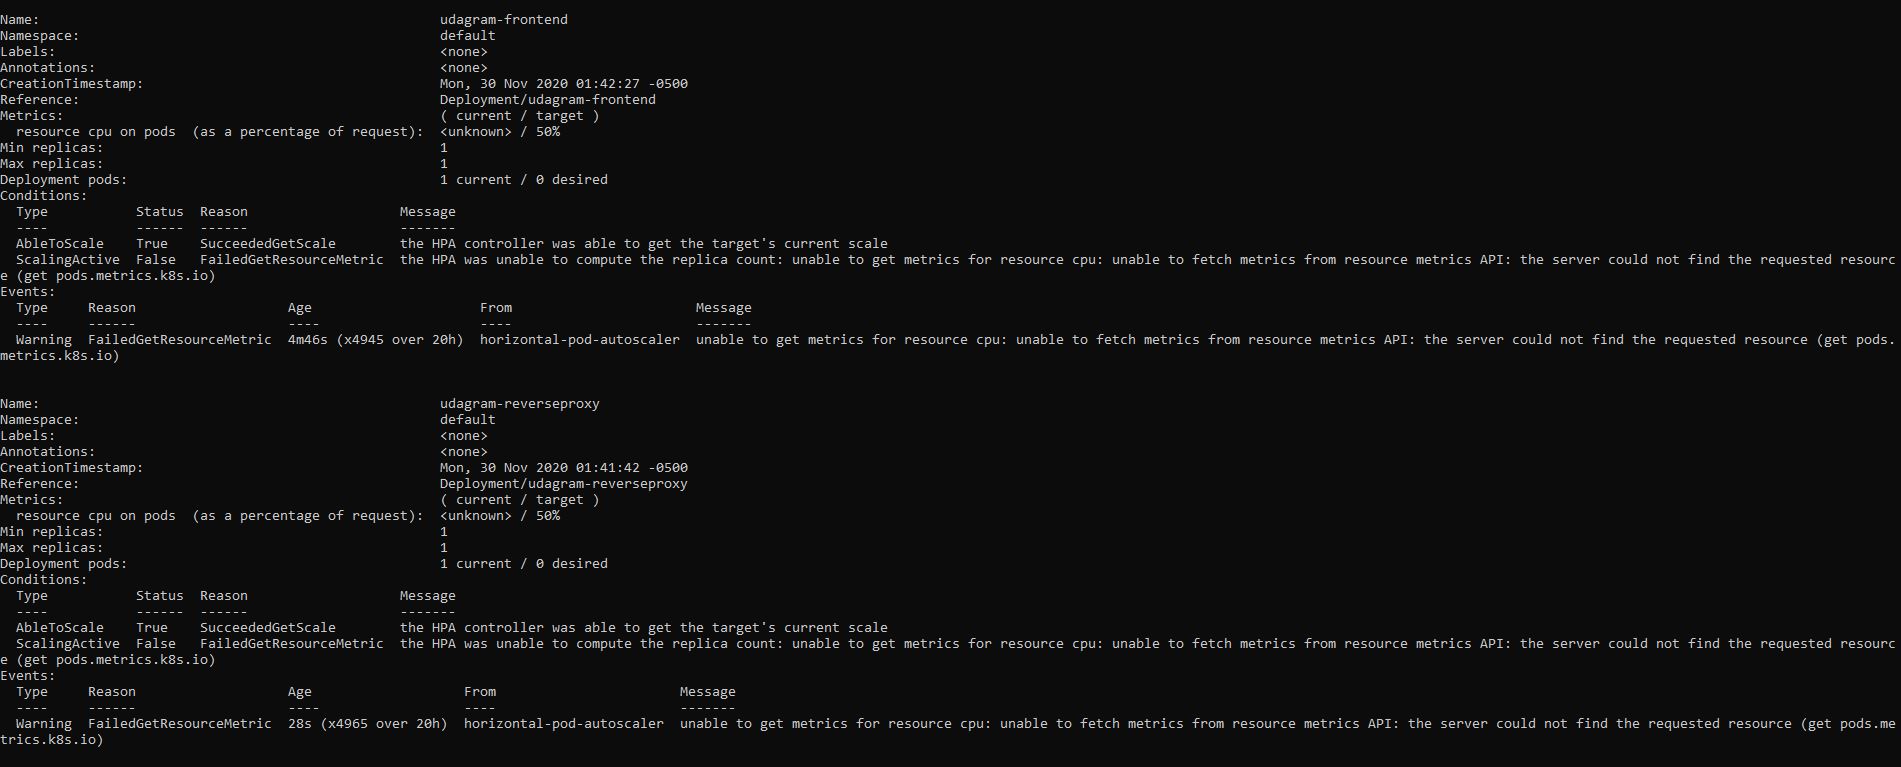 Name: udagram-frontend
Namespace: default
Labels: <none>
Annotations: <none>
CreationTimestamp: Mon, 30 Nov 2020 01:42:27 -0500
Reference: Deployment/udagram-frontend
Metrics: ( current / target )
resource cpu on pods (as a percentage of request): <unknown> / 50%
Min replicas: 1
Max replicas: 1
Deployment pods: 1 current / 0 desired
Conditions:
Type Status Reason Message
---- ------ ------ -------
AbleToScale True SucceededGetScale the HPA controller was able to get the target's current scale
ScalingActive False FailedGetResourceMetric the HPA was unable to compute the replica count: unable to get metrics for resource cpu: unable to fetch metrics from resource metrics API: the server could not find the requested resourc
e (get pods.metrics.k8s.io)
Events:
Type Reason Age From Message
---- ------ ---- ---- -------
Warning FailedGetResourceMetric 4m46s (x4945 over 20h) horizontal-pod-autoscaler unable to get metrics for resource cpu: unable to fetch metrics from resource metrics API: the server could not find the requested resource (get pods.
metrics.k8s.io)
Name: udagram-reverseproxy
Namespace: default
Labels: <none>
Annotations: <none>
CreationTimestamp: Mon, 30 Nov 2020 01:41:42 -0500
Reference: Deployment/udagram-reverseproxy
Metrics: ( current / target )
resource cpu on pods (as a percentage of request): <unknown> / 50%
Min replicas: 1
Max replicas: 1
Deployment pods: 1 current / 0 desired
Conditions:
Type Status Reason Message
---- ------ ------ -------
AbleToScale True SucceededGetScale the HPA controller was able to get the target's current scale
ScalingActive False FailedGetResourceMetric the HPA was unable to compute the replica count: unable to get metrics for resource cpu: unable to fetch metrics from resource metrics API: the server could not find the requested resourc
e (get pods.metrics.k8s.io)
Events:
Type Reason Age From Message
---- ------ ---- ---- -------
Warning FailedGetResourceMetric 28s (x4965 over 20h) horizontal-pod-autoscaler unable to get metrics for resource cpu: unable to fetch metrics from resource metrics API: the server could not find the requested resource (get pods.me
trics.k8s.io)